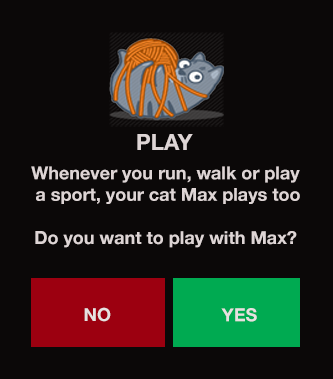 PLAY
Whenever you run, walk or play
a sport, your cat Max plays too
Do you want to play with Max?
NO
YES